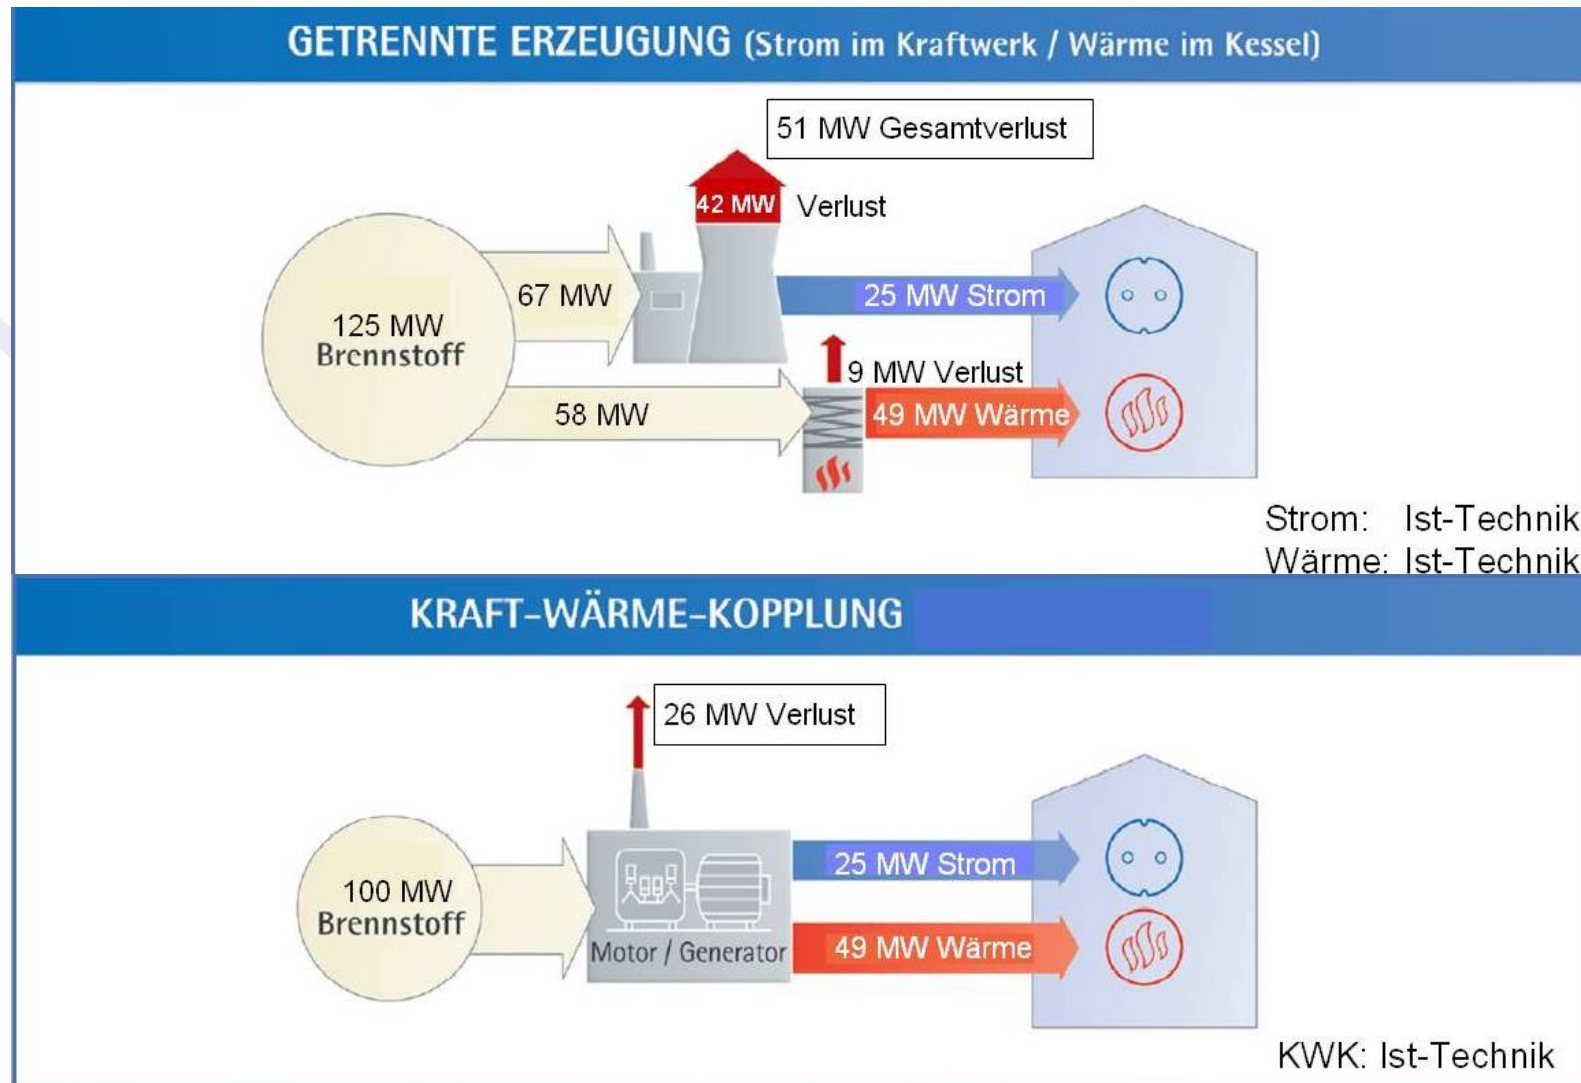 GETRENNTE ERZEUGUNG (Strom im Kraftwerk / Wärme im Kessel)
51 MW Gesamtverlust
42 MW Verlust
67 MW
25 MW Strom
125 MW
Brennstoff
9 MW Verlust
58 MW
49 MW Wärme
Strom: Ist-Technik
Wärme: Ist-Technik
KRAFT-WÄRME-KOPPLUNG
26 MW Verlust
25 MW Strom
100 MW
Brennstoff
Motor / Generator
49 MW Wärme
KWK: Ist-Technik